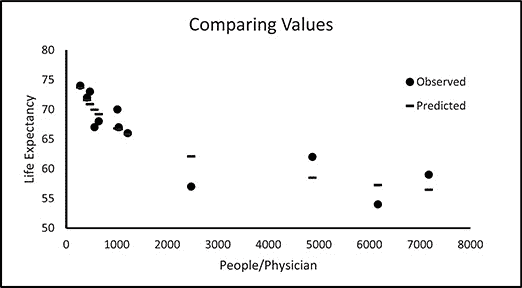 Comparing Values
80
75
70
65
60
55
50
Life Expectancy
Observed
Predicted
0 1000 2000 3000 4000 5000 6000 7000 8000
People/Physician